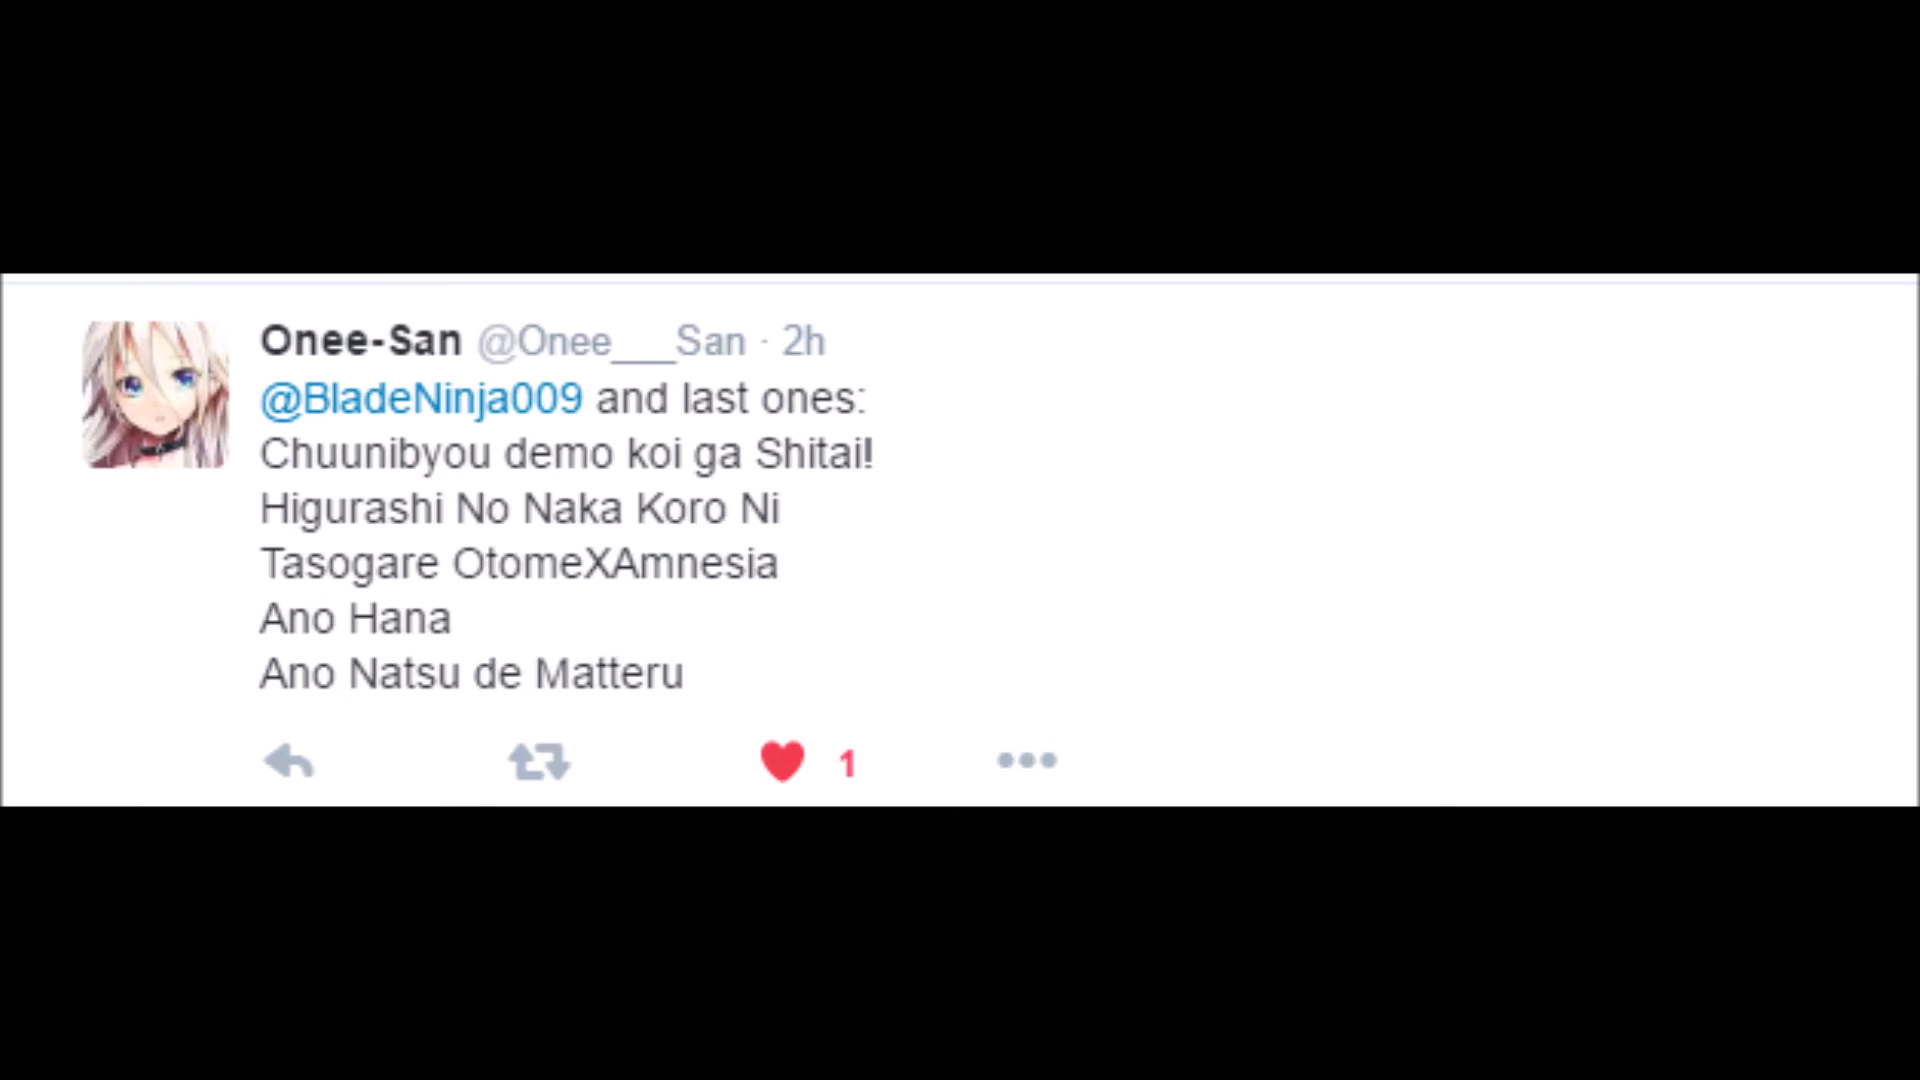 Onee-San @Onee___San · 2h
@BladeNinja009 and last ones:
Chuunibyou demo koi ga Shitai!
Higurashi No Naka Koro Ni
Tasogare OtomeXAmnesia
Ano Hana
Ano Natsu de Matteru
1